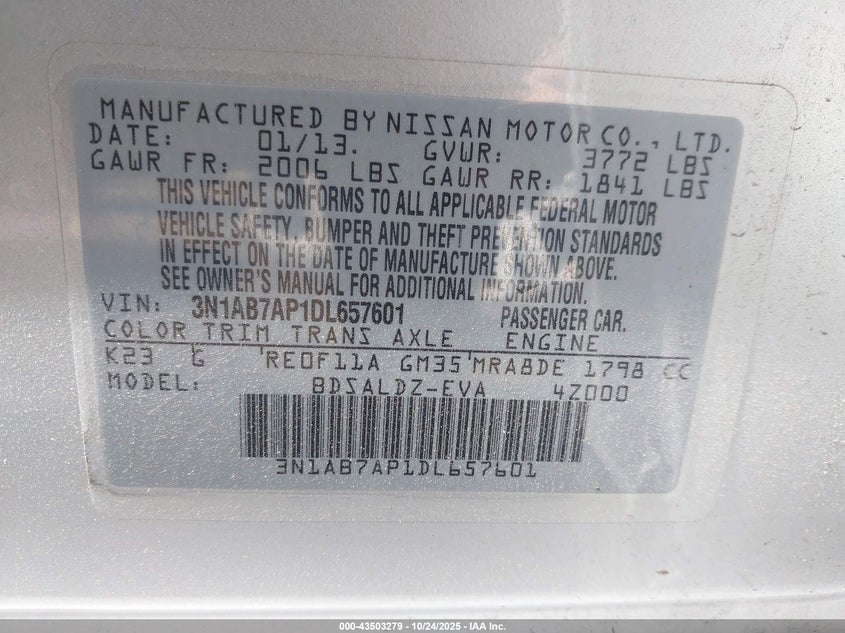 MANUFACTURED BY NISSAN MOTOR CO., LTD.
DATE: 01/13. GVWR: 3772 LBS
GAWR FR: 2006 LBS GAWR RR: 1841 LBS
THIS VEHICLE CONFORMS TO ALL APPLICABLE FEDERAL MOTOR
VEHICLE SAFETY, BUMPER AND THEFT PREVENTION STANDARDS
IN EFFECT ON THE DATE OF MANUFACTURE SHOWN ABOVE.
SEE OWNER'S MANUAL FOR ADDITIONAL INFORMATION.
VIN: 3N1AB7AP1DL657601 PASSENGER CAR.
COLOR TRIM TRANS AXLE ENGINE
K23 G RE0F11A GM35 MRA8DE 1798 CC
MODEL: BDSALDZ-EVA 4Z000
3N1AB7AP1DL657601
000-43503279 - 10/24/2025 - IAA Inc.